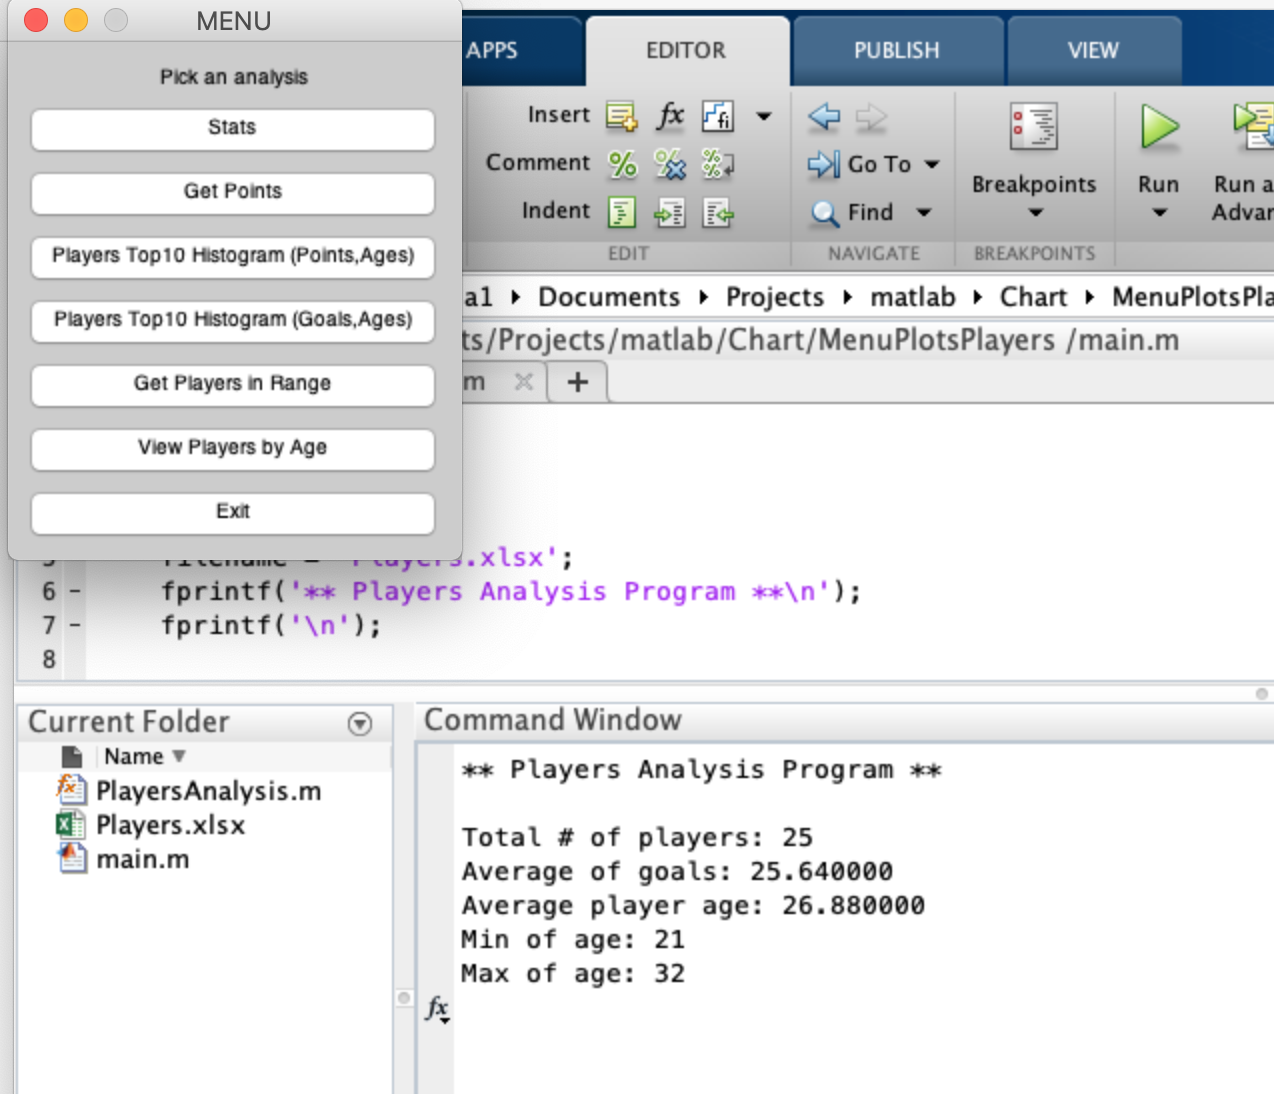 MENU
Pick an analysis
Stats
Get Points
Players Top10 Histogram (Points,Ages)
Players Top10 Histogram (Goals,Ages)
Get Players in Range
View Players by Age
Exit
APPS EDITOR PUBLISH VIEW
Insert fx fi
Comment % % %
Indent
Go To
Find
Breakpoints
Run
Run a
Advar
EDIT NAVIGATE BREAKPOINTS
a1 ▸ Documents ▸ Projects ▸ matlab ▸ Chart ▸ MenuPlotsPla
ts/Projects/matlab/Chart/MenuPlotsPlayers /main.m
m × +
5 filename = 'Players.xlsx';
6 – fprintf('** Players Analysis Program **\n');
7 – fprintf('\n');
8
Current Folder
Name ▼
PlayersAnalysis.m
Players.xlsx
main.m
Command Window
** Players Analysis Program **
Total # of players: 25
Average of goals: 25.640000
Average player age: 26.880000
Min of age: 21
Max of age: 32
fx